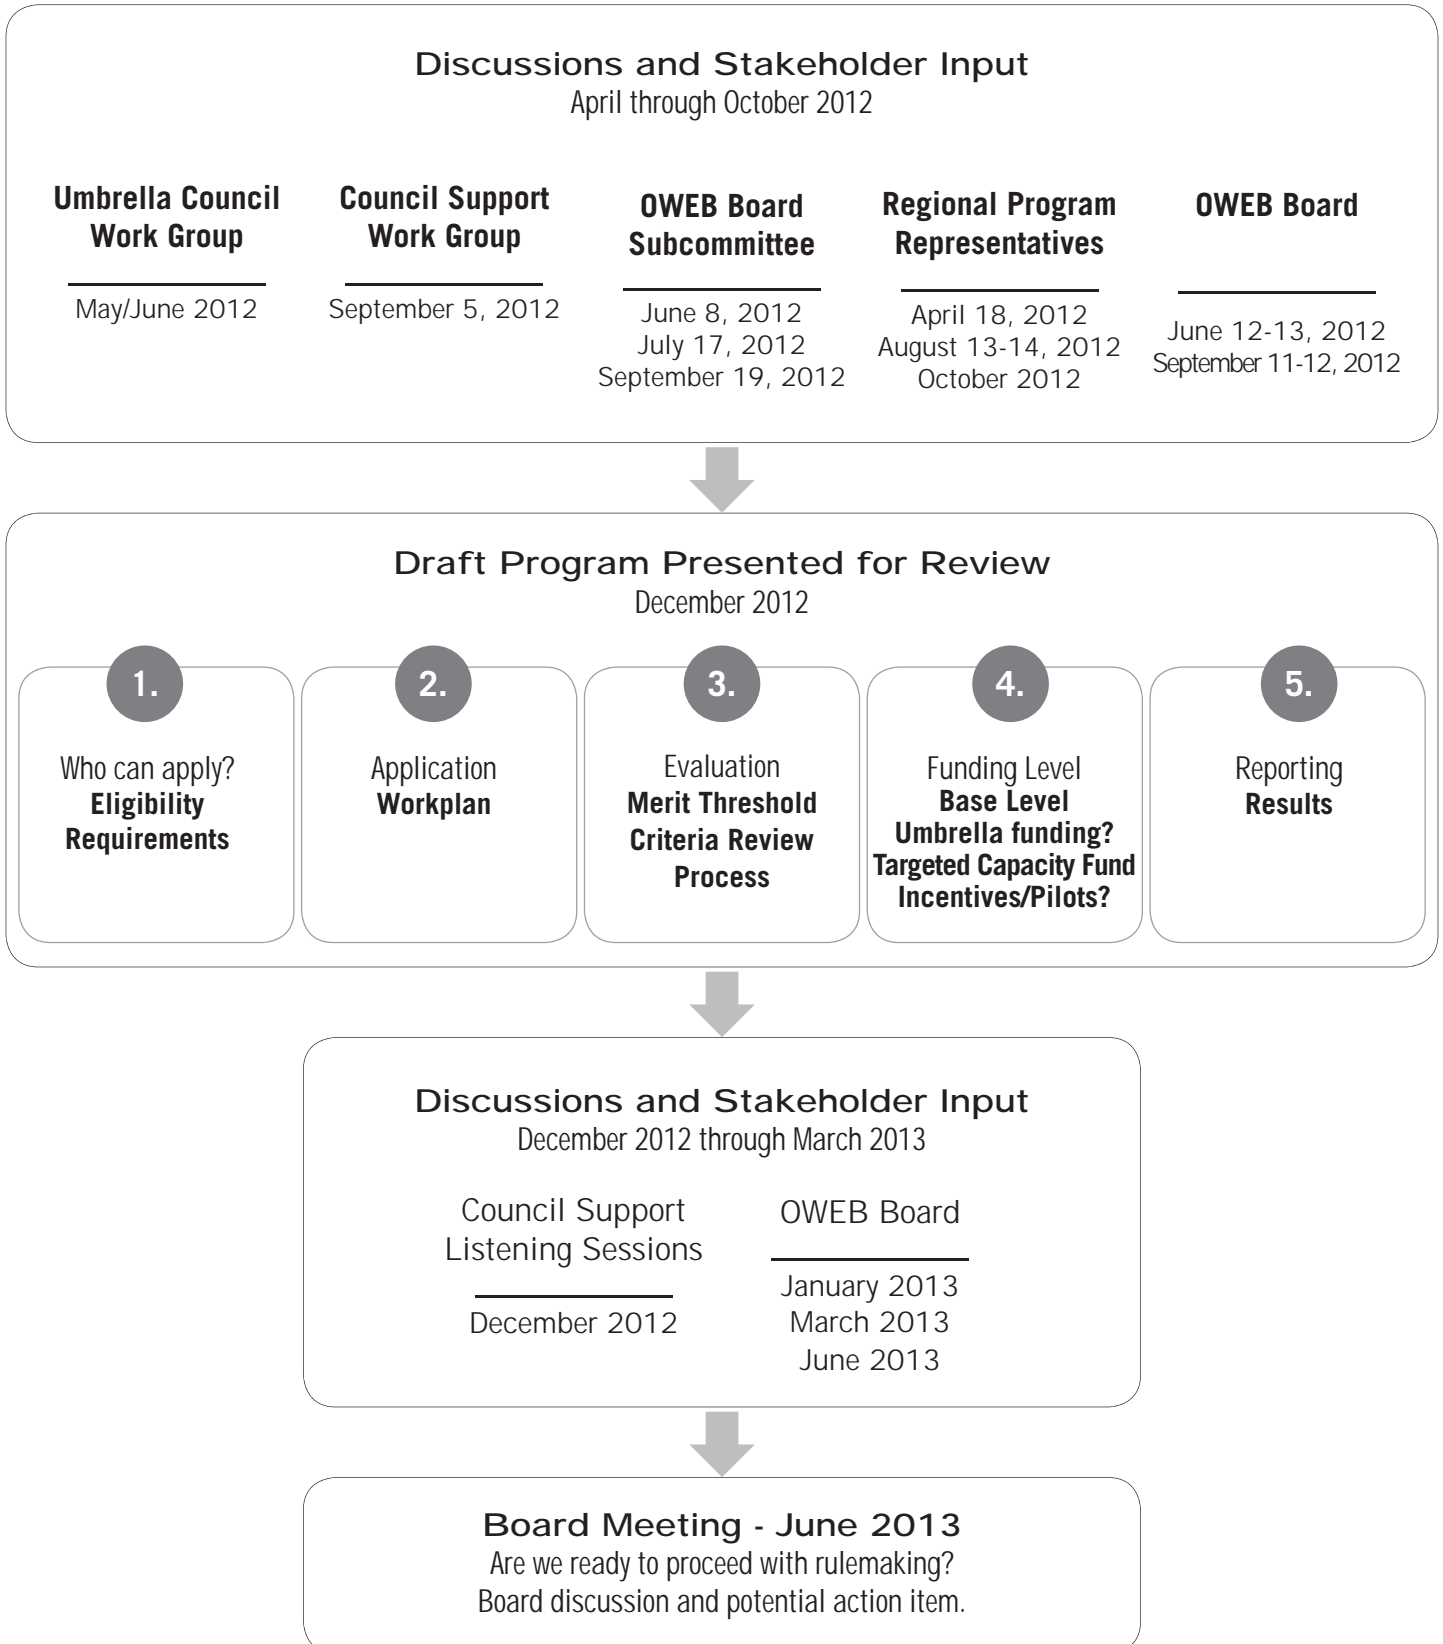 Discussions and Stakeholder Input
April through October 2012
Umbrella Council
Work Group
May/June 2012
Council Support
Work Group
September 5, 2012
OWEB Board
Subcommittee
June 8, 2012
July 17, 2012
September 19, 2012
Regional Program
Representatives
April 18, 2012
August 13-14, 2012
October 2012
OWEB Board
June 12-13, 2012
September 11-12, 2012
Draft Program Presented for Review
December 2012
1.
Who can apply?
Eligibility
Requirements
2.
Application
Workplan
3.
Evaluation
Merit Threshold
Criteria Review
Process
4.
Funding Level
Base Level
Umbrella funding?
Targeted Capacity Fund
Incentives/Pilots?
5.
Reporting
Results
Discussions and Stakeholder Input
December 2012 through March 2013
Council Support
Listening Sessions
December 2012
OWEB Board
January 2013
March 2013
June 2013
Board Meeting - June 2013
Are we ready to proceed with rulemaking?
Board discussion and potential action item.